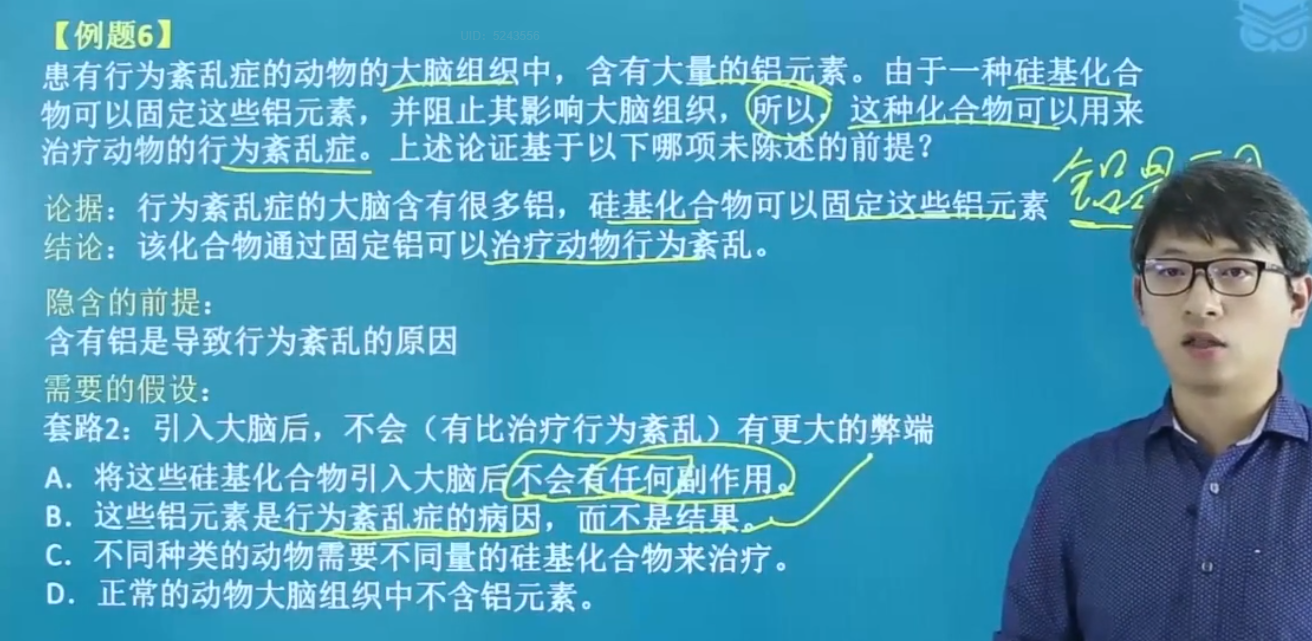 【例题6】
UID: 5243558
患有行为紊乱症的动物的大脑组织中，含有大量的铝元素。由于一种硅基化合
物可以固定这些铝元素，并阻止其影响大脑组织，所以，这种化合物可以用来
治疗动物的行为紊乱症。上述论证基于以下哪项未陈述的前提？
论据：行为紊乱症的大脑含有很多铝，硅基化合物可以固定这些铝元素
铝是
结论：该化合物通过固定铝可以治疗动物行为紊乱。
隐含的前提：
含有铝是导致行为紊乱的原因
需要的假设：
套路2：引入大脑后，不会（有比治疗行为紊乱）有更大的弊端
A．将这些硅基化合物引入大脑后不会有任何副作用。
B．这些铝元素是行为紊乱症的病因，而不是结果。
C．不同种类的动物需要不同量的硅基化合物来治疗。
D．正常的动物大脑组织中不含铝元素。